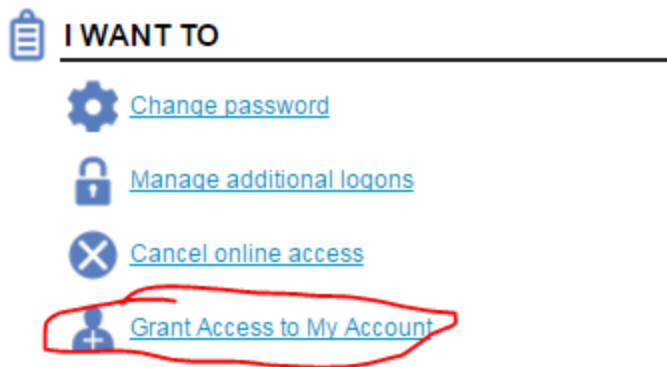 I WANT TO
Change password
Manage additional logons
Cancel online access
Grant Access to My Account